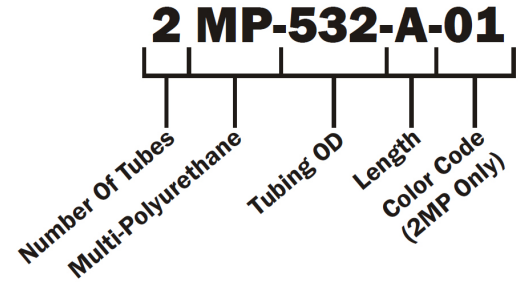 2 MP-532-A-01
Number Of Tubes
Multi-Polyurethane
Tubing OD
Length
Color Code
(2MP Only)